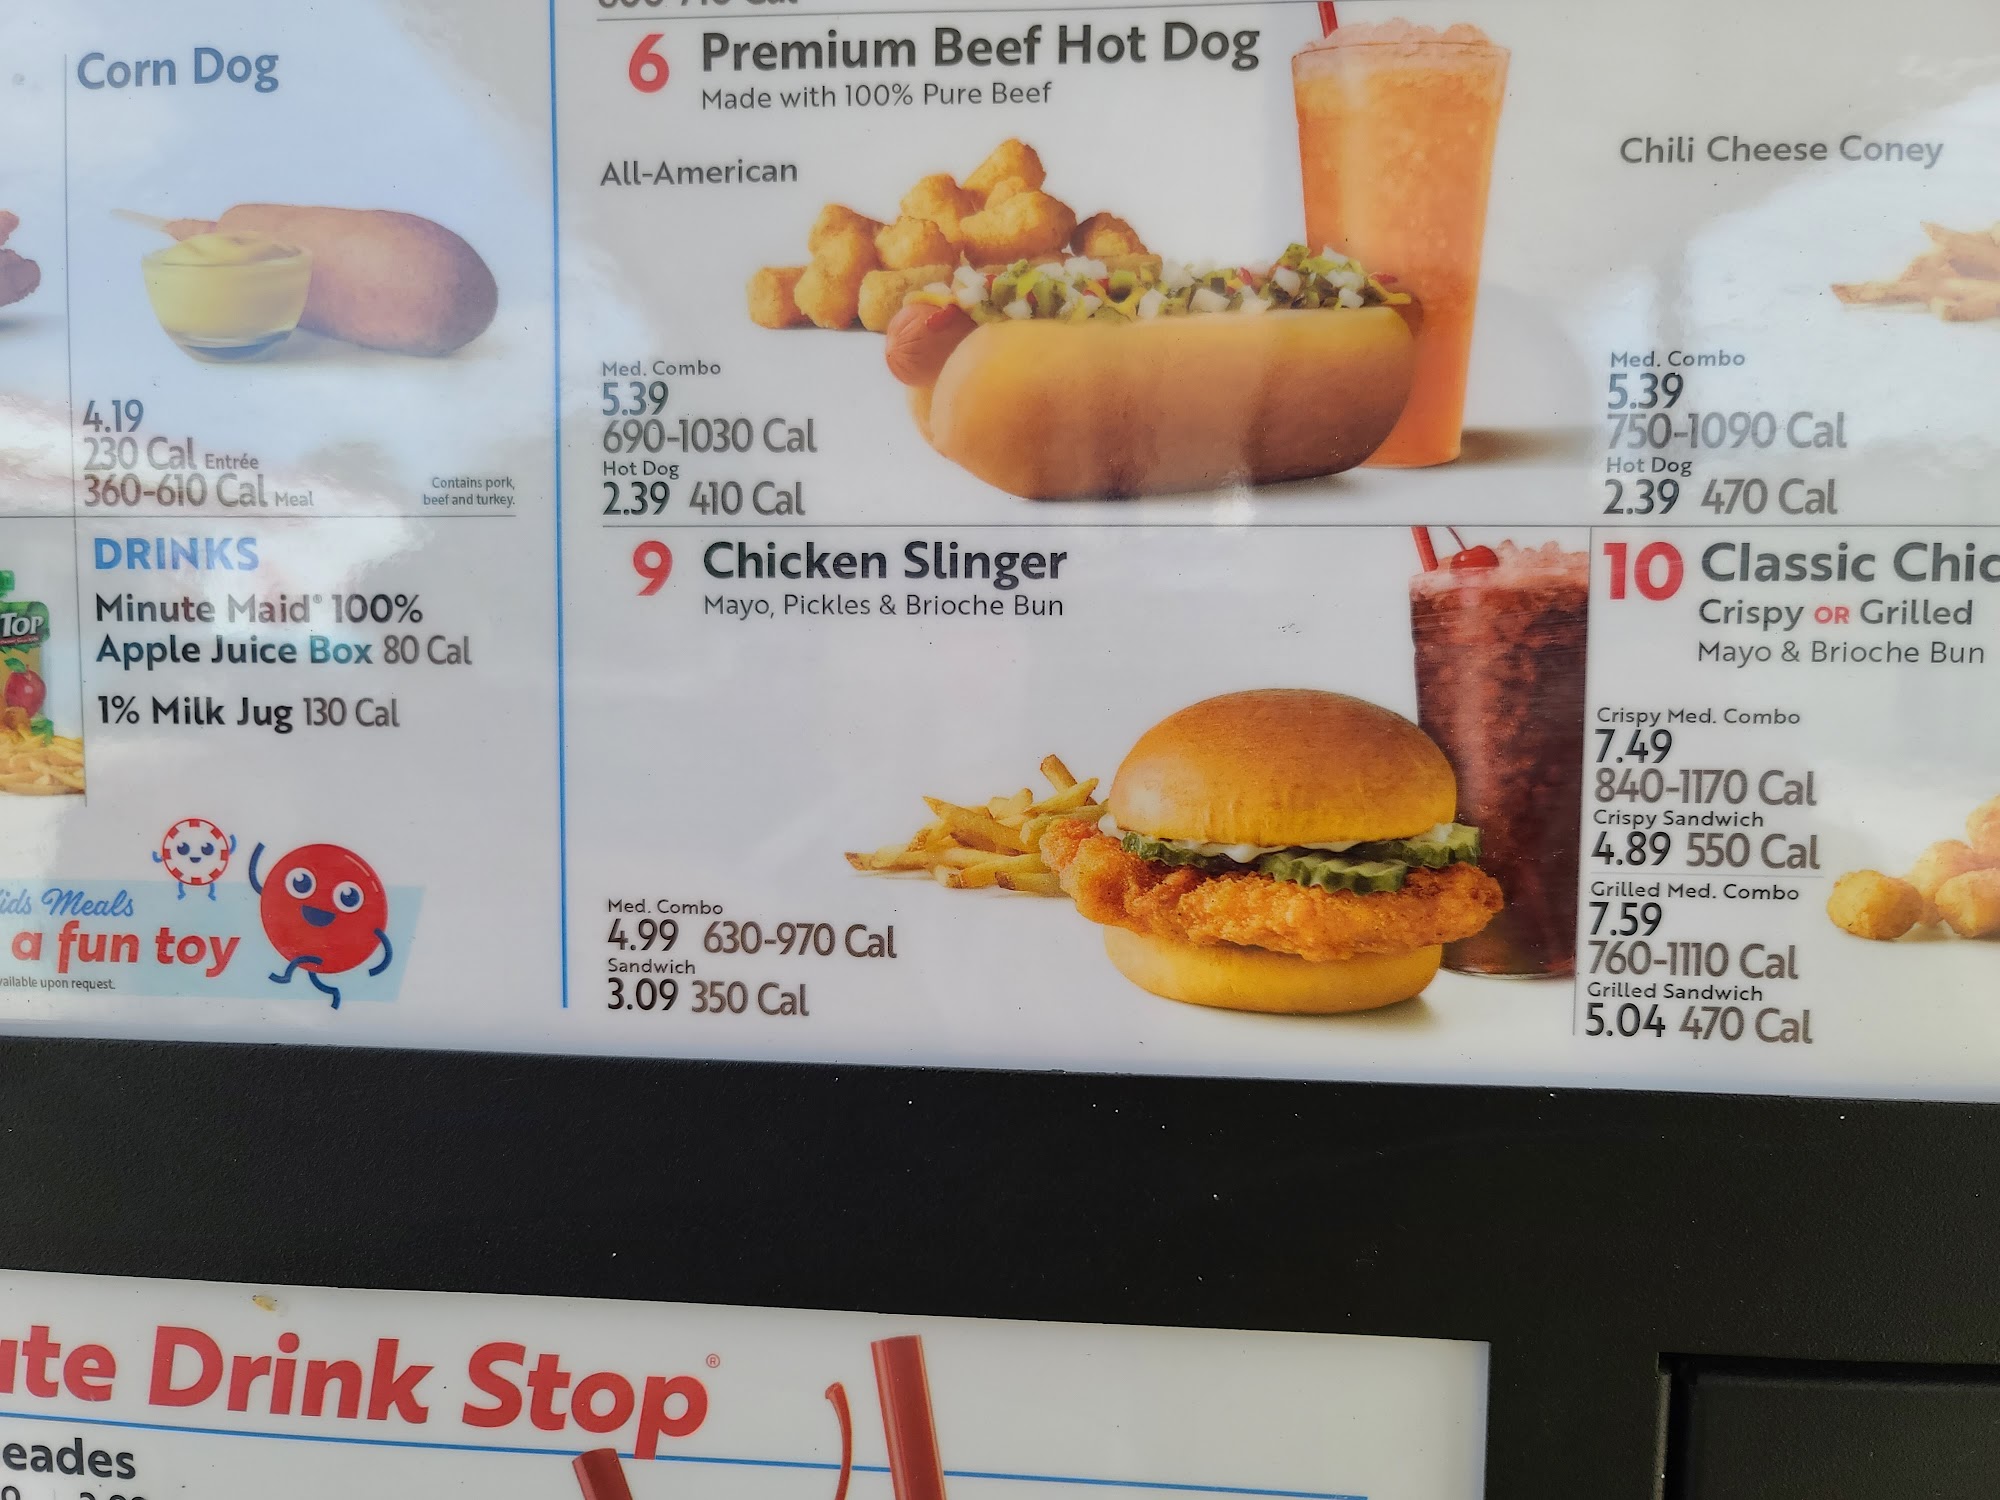 Corn Dog
4.19
230 Cal Entrée
360-610 Cal Meal
Contains pork,
beef and turkey.
DRINKS
Minute Maid® 100%
Apple Juice Box 80 Cal
1% Milk Jug 130 Cal
TOP
Meals
a fun toy
upon request.
6 Premium Beef Hot Dog
Made with 100% Pure Beef
All-American
Med. Combo
5.39
690-1030 Cal
Hot Dog
2.39 410 Cal
Chili Cheese Coney
Med. Combo
5.39
750-1090 Cal
Hot Dog
2.39 470 Cal
9 Chicken Slinger
Mayo, Pickles & Brioche Bun
Med. Combo
4.99 630-970 Cal
Sandwich
3.09 350 Cal
10 Classic Chic
Crispy OR Grilled
Mayo & Brioche Bun
Crispy Med. Combo
7.49
840-1170 Cal
Crispy Sandwich
4.89 550 Cal
Grilled Med. Combo
7.59
760-1110 Cal
Grilled Sandwich
5.04 470 Cal
te Drink Stop®
eades